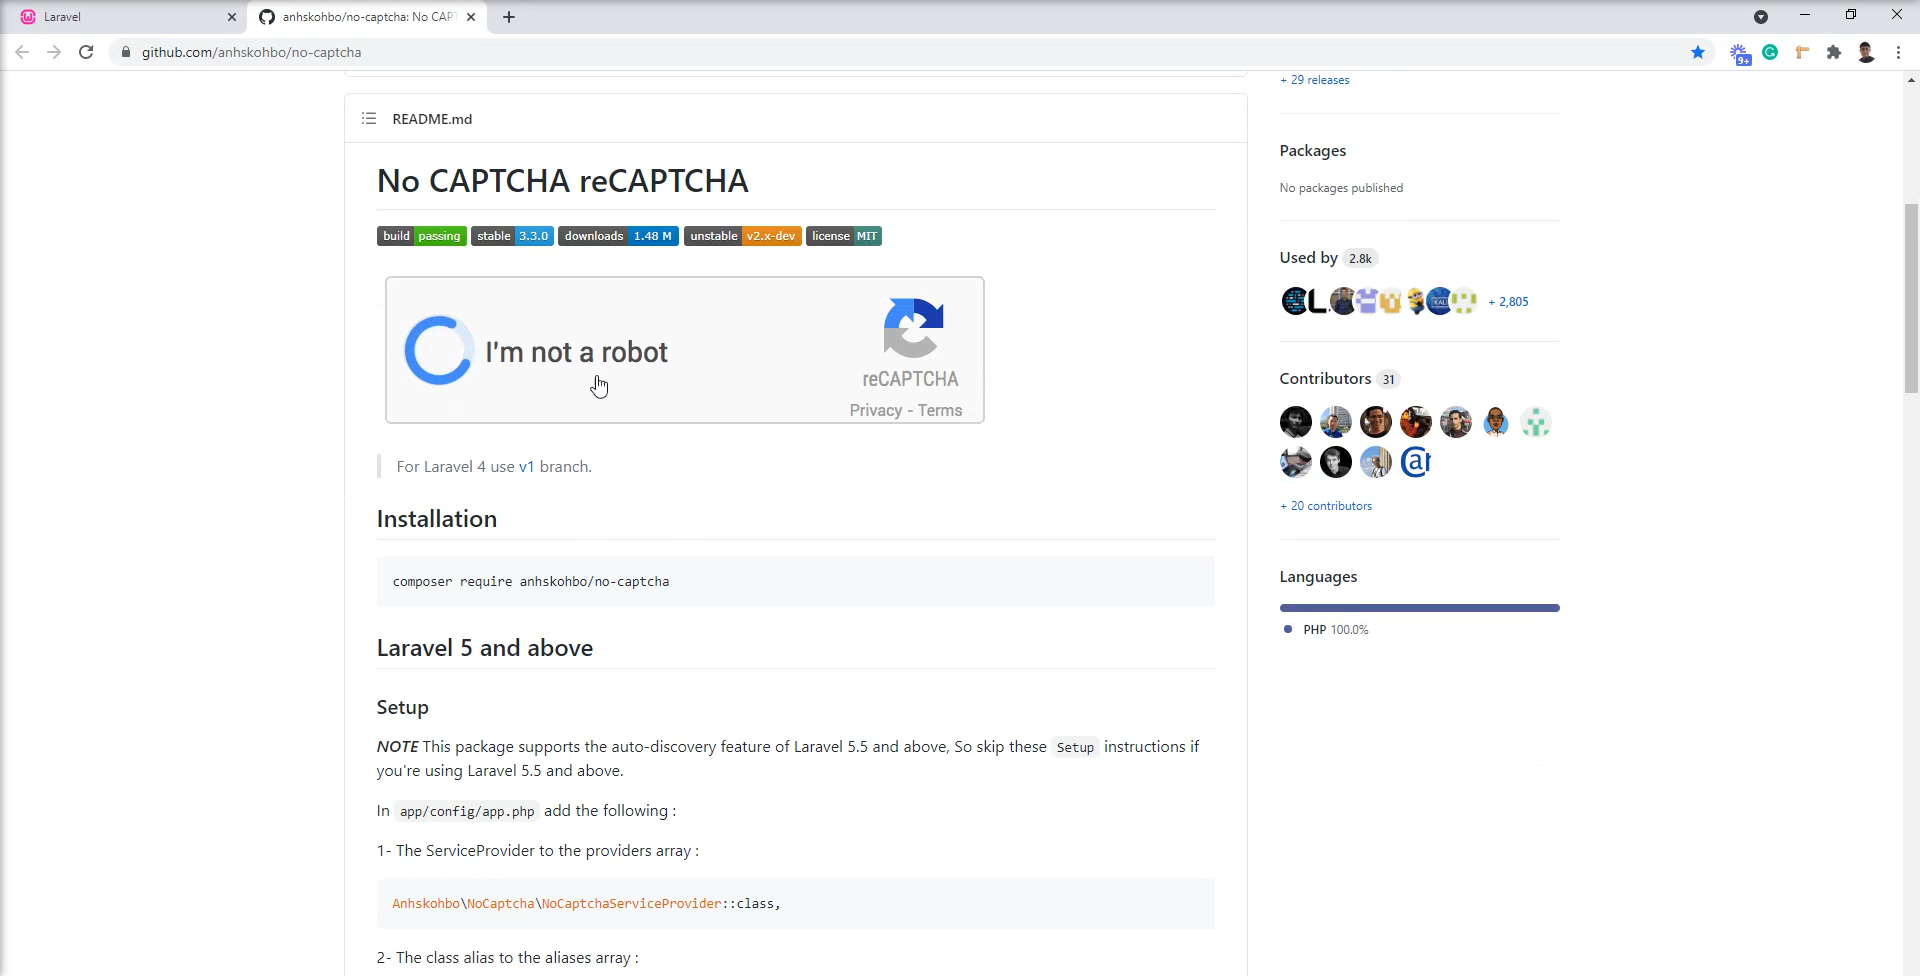 Laravel
anhskohbo/no-captcha: No CAPT
github.com/anhskohbo/no-captcha
9+
+ 29 releases
README.md
No CAPTCHA reCAPTCHA
build passing stable 3.3.0 downloads 1.48 M unstable v2.x-dev license MIT
I'm not a robot
reCAPTCHA
Privacy - Terms
For Laravel 4 use v1 branch.
Installation
composer require anhskohbo/no-captcha
Laravel 5 and above
Setup
NOTE This package supports the auto-discovery feature of Laravel 5.5 and above, So skip these Setup instructions if
you're using Laravel 5.5 and above.
In app/config/app.php add the following :
1- The ServiceProvider to the providers array :
Anhskohbo\NoCaptcha\NoCaptchaServiceProvider::class,
2- The class alias to the aliases array :
Packages
No packages published
Used by 2.8k
+ 2,805
Contributors 31
+ 20 contributors
Languages
PHP 100.0%